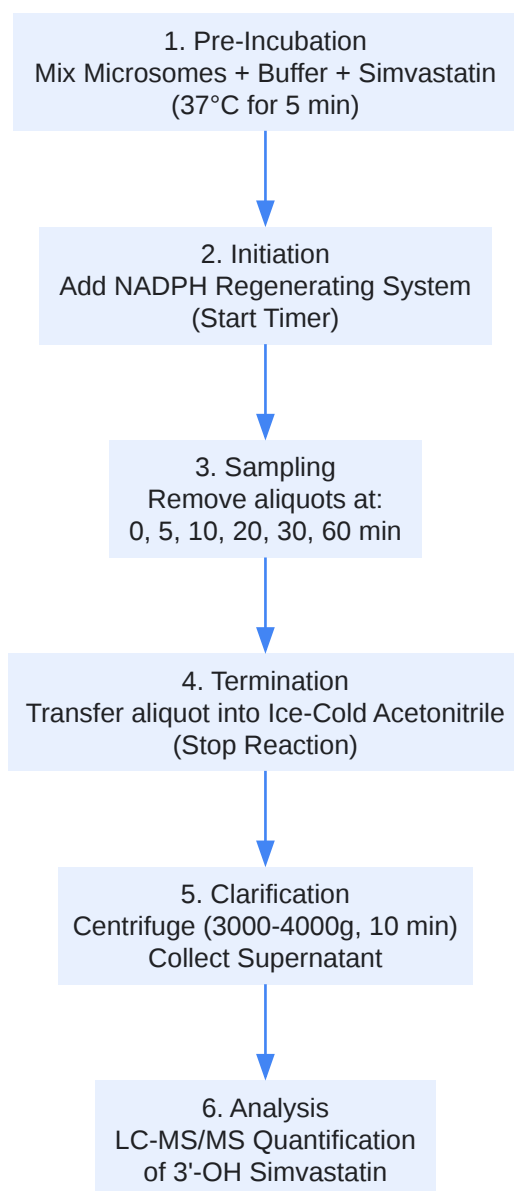 1. Pre-Incubation
Mix Microsomes + Buffer + Simvastatin
(37°C for 5 min)
2. Initiation
Add NADPH Regenerating System
(Start Timer)
3. Sampling
Remove aliquots at:
0, 5, 10, 20, 30, 60 min
4. Termination
Transfer aliquot into Ice-Cold Acetonitrile
(Stop Reaction)
5. Clarification
Centrifuge (3000-4000g, 10 min)
Collect Supernatant
6. Analysis
LC-MS/MS Quantification
of 3'-OH Simvastatin